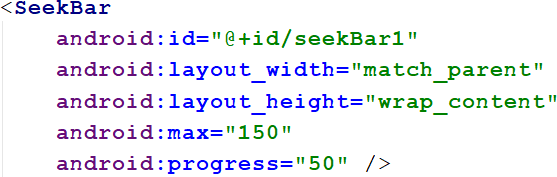 <SeekBar
    android:id="@+id/seekBar1"
    android:layout_width="match_parent"
    android:layout_height="wrap_content"
    android:max="150"
    android:progress="50" />